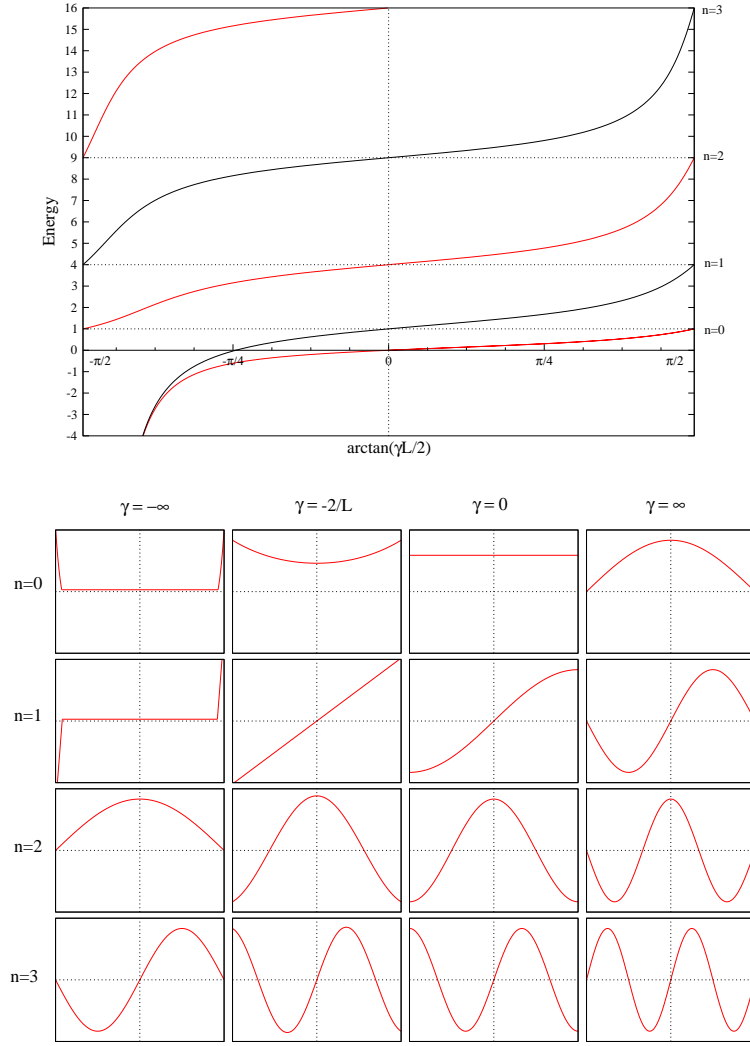 16
n=3
15
14
13
12
11
10
9
n=2
8
7
6
5
4
n=1
3
2
1
n=0
0
-1
-2
-3
-4
Energy
-π/2
-π/4
0
π/4
π/2
arctan(γL/2)
γ = −∞
γ = -2/L
γ = 0
γ = ∞
n=0
n=1
n=2
n=3